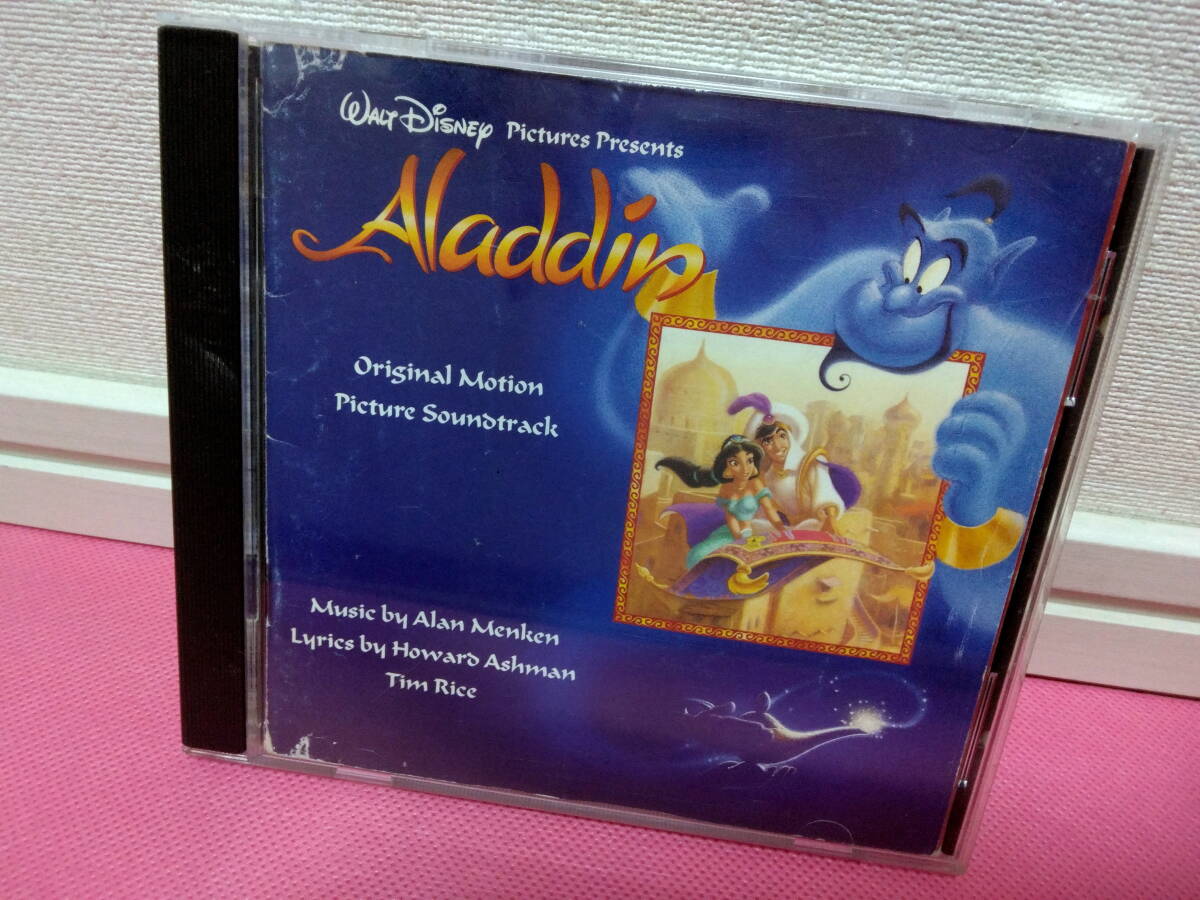 WALT DISNEY Pictures Presents
Aladdin
Original Motion
Picture Soundtrack
Music by Alan Menken
Lyrics by Howard Ashman
Tim Rice